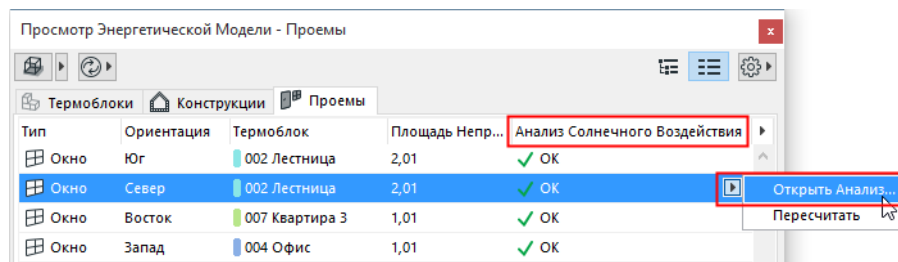 Просмотр Энергетической Модели - Проемы
x
Термоблоки Конструкции Проемы
Тип Ориентация Термоблок Площадь Непр... Анализ Солнечного Воздействия
Окно Юг 002 Лестница 2,01 OK
Окно Север 002 Лестница 2,01 OK Открыть Анализ...
Пересчитать
Окно Восток 007 Квартира 3 1,01 OK
Окно Запад 004 Офис 1,01 OK